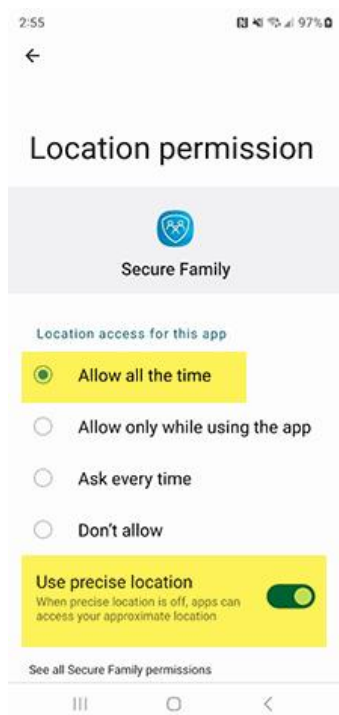 2:55 97%
Location permission
Secure Family
Location access for this app
Allow all the time
Allow only while using the app
Ask every time
Don't allow
Use precise location
When precise location is off, apps can
access your approximate location
See all Secure Family permissions